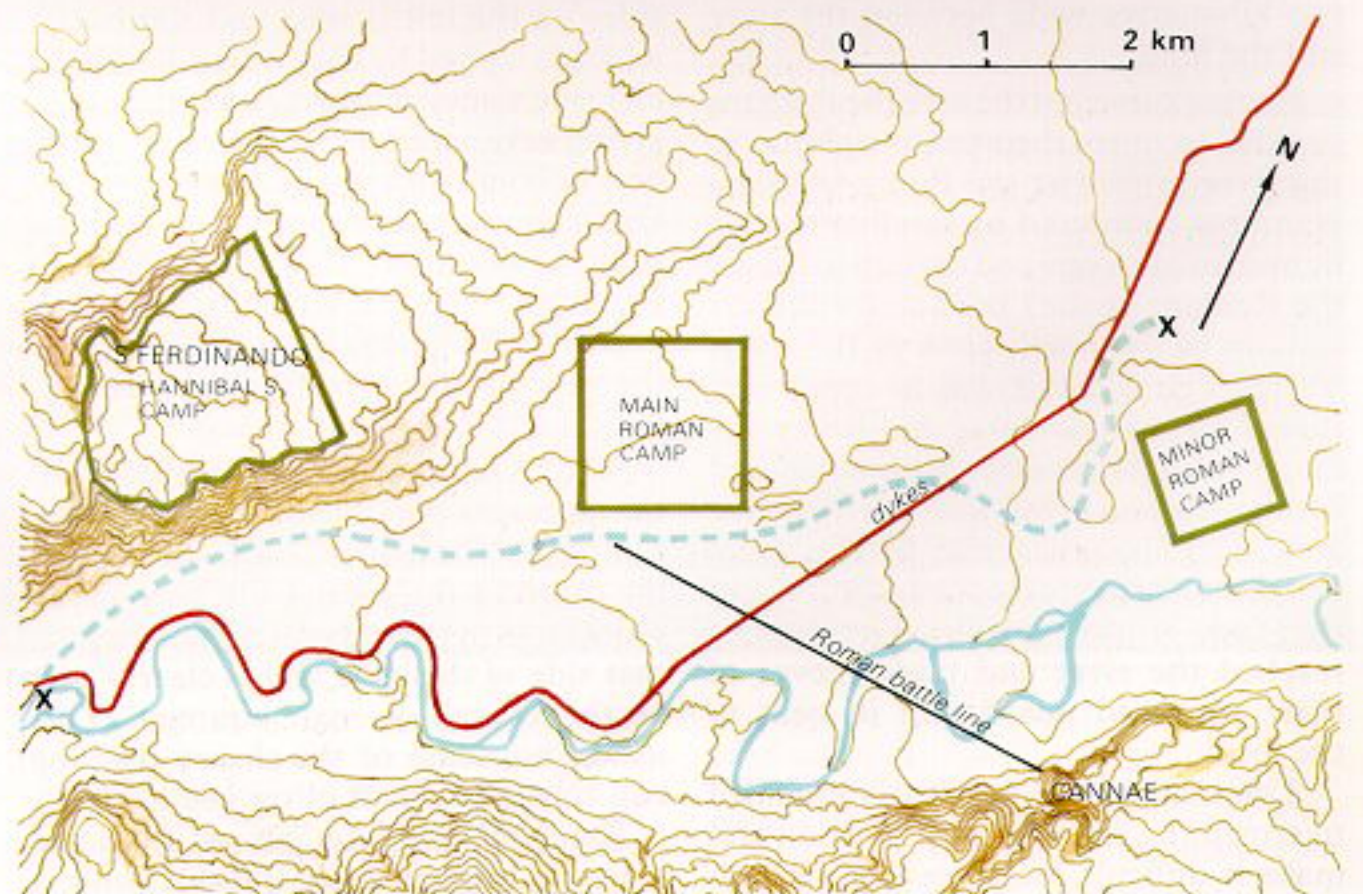 0 1 2 km
N
X
S FERDINANDO
HANNIBAL S
CAMP
MAIN
ROMAN
CAMP
MINOR
ROMAN
CAMP
dykes
Roman battle line
X
CANNAE